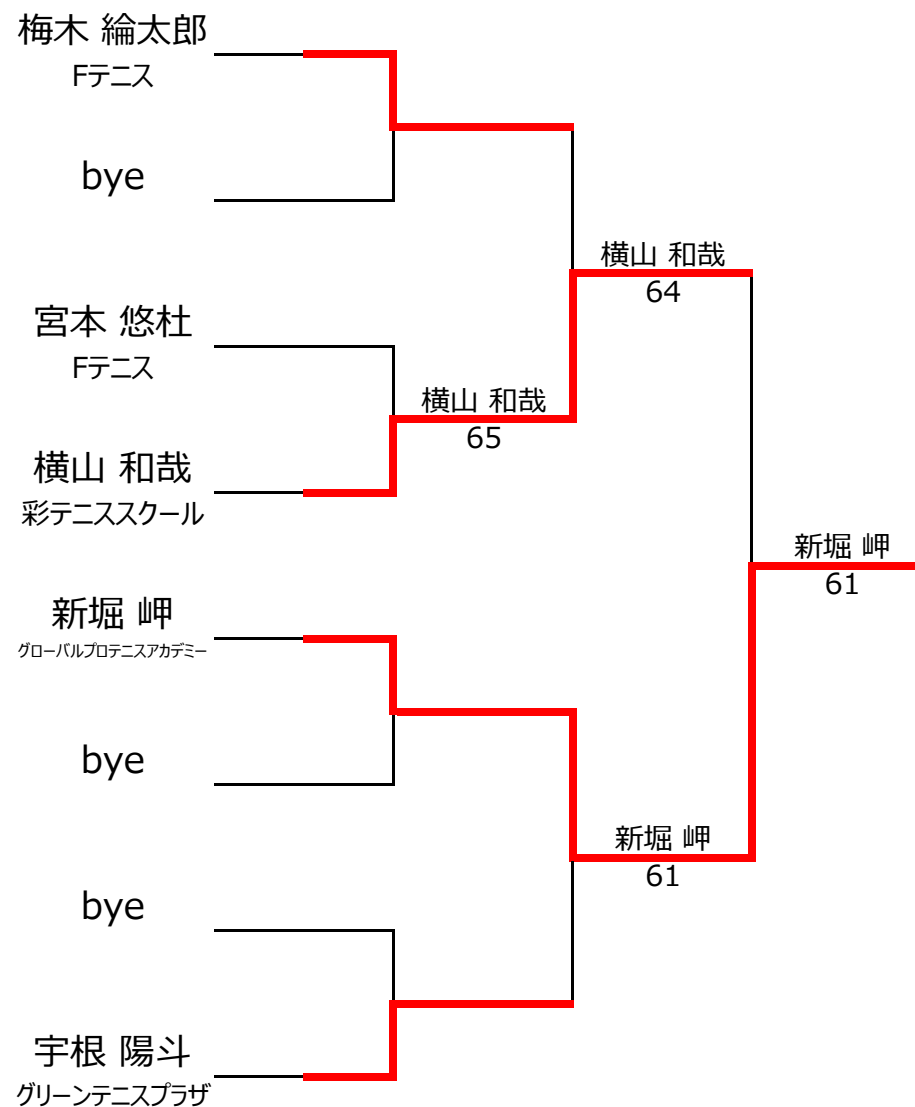 梅木 綸太郎
Fテニス
bye
宮本 悠杜
Fテニス
横山 和哉
彩テニススクール
新堀 岬
グローバルプロテニスアカデミー
bye
bye
宇根 陽斗
グリーンテニスプラザ
横山 和哉
65
横山 和哉
64
新堀 岬
61
新堀 岬
61